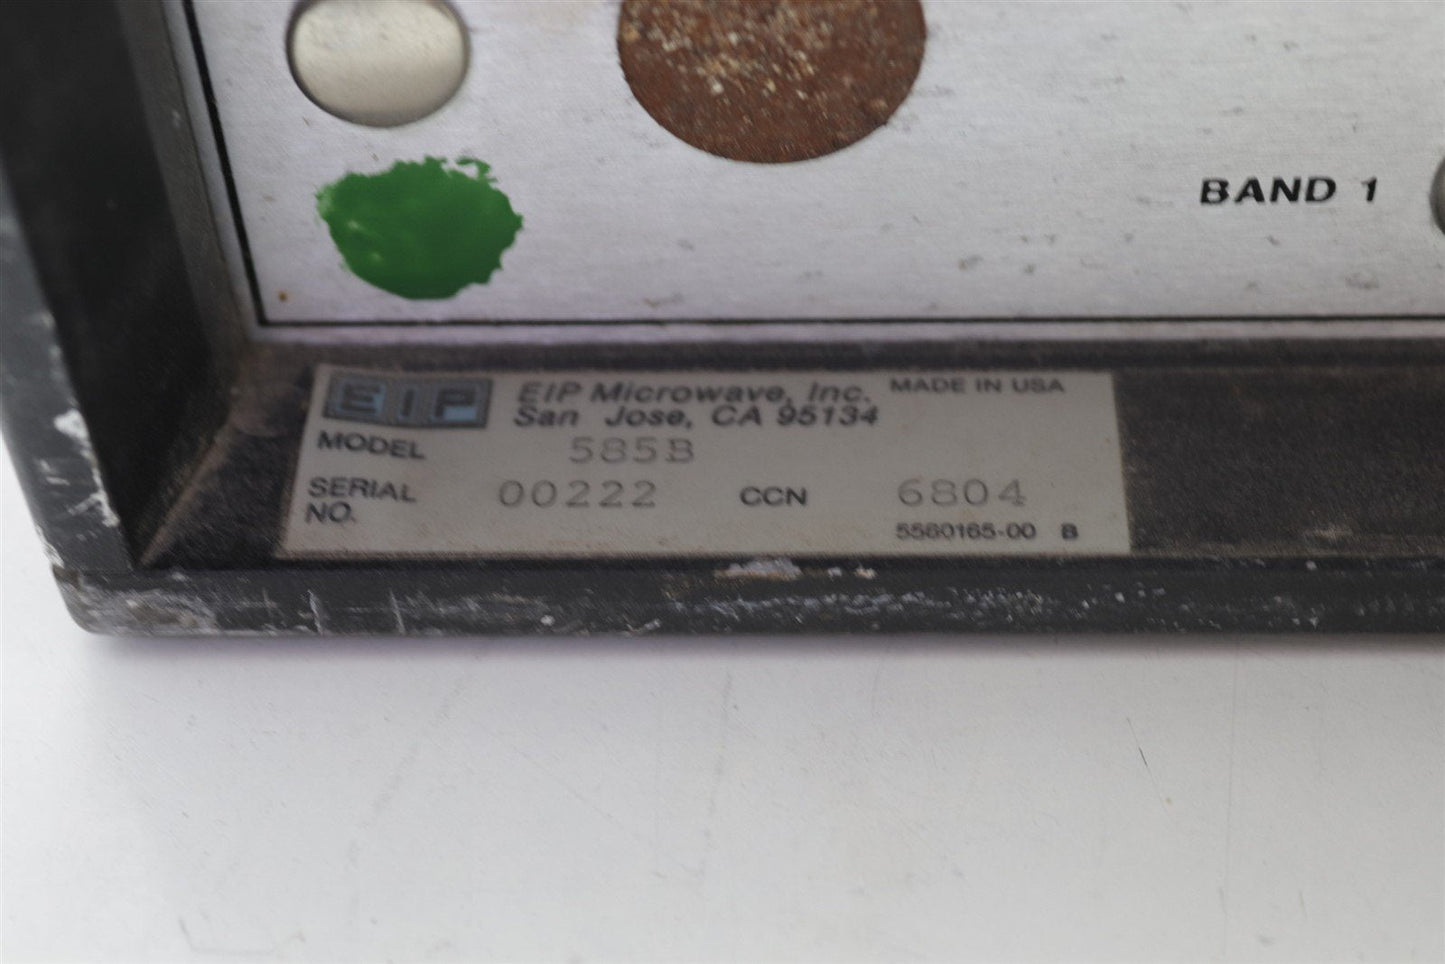 BAND 1
EIP EIP Microwave, Inc. MADE IN USA
San Jose, CA 95134
MODEL 585B
SERIAL NO. 00222 CCN 6804
5560165-00 B